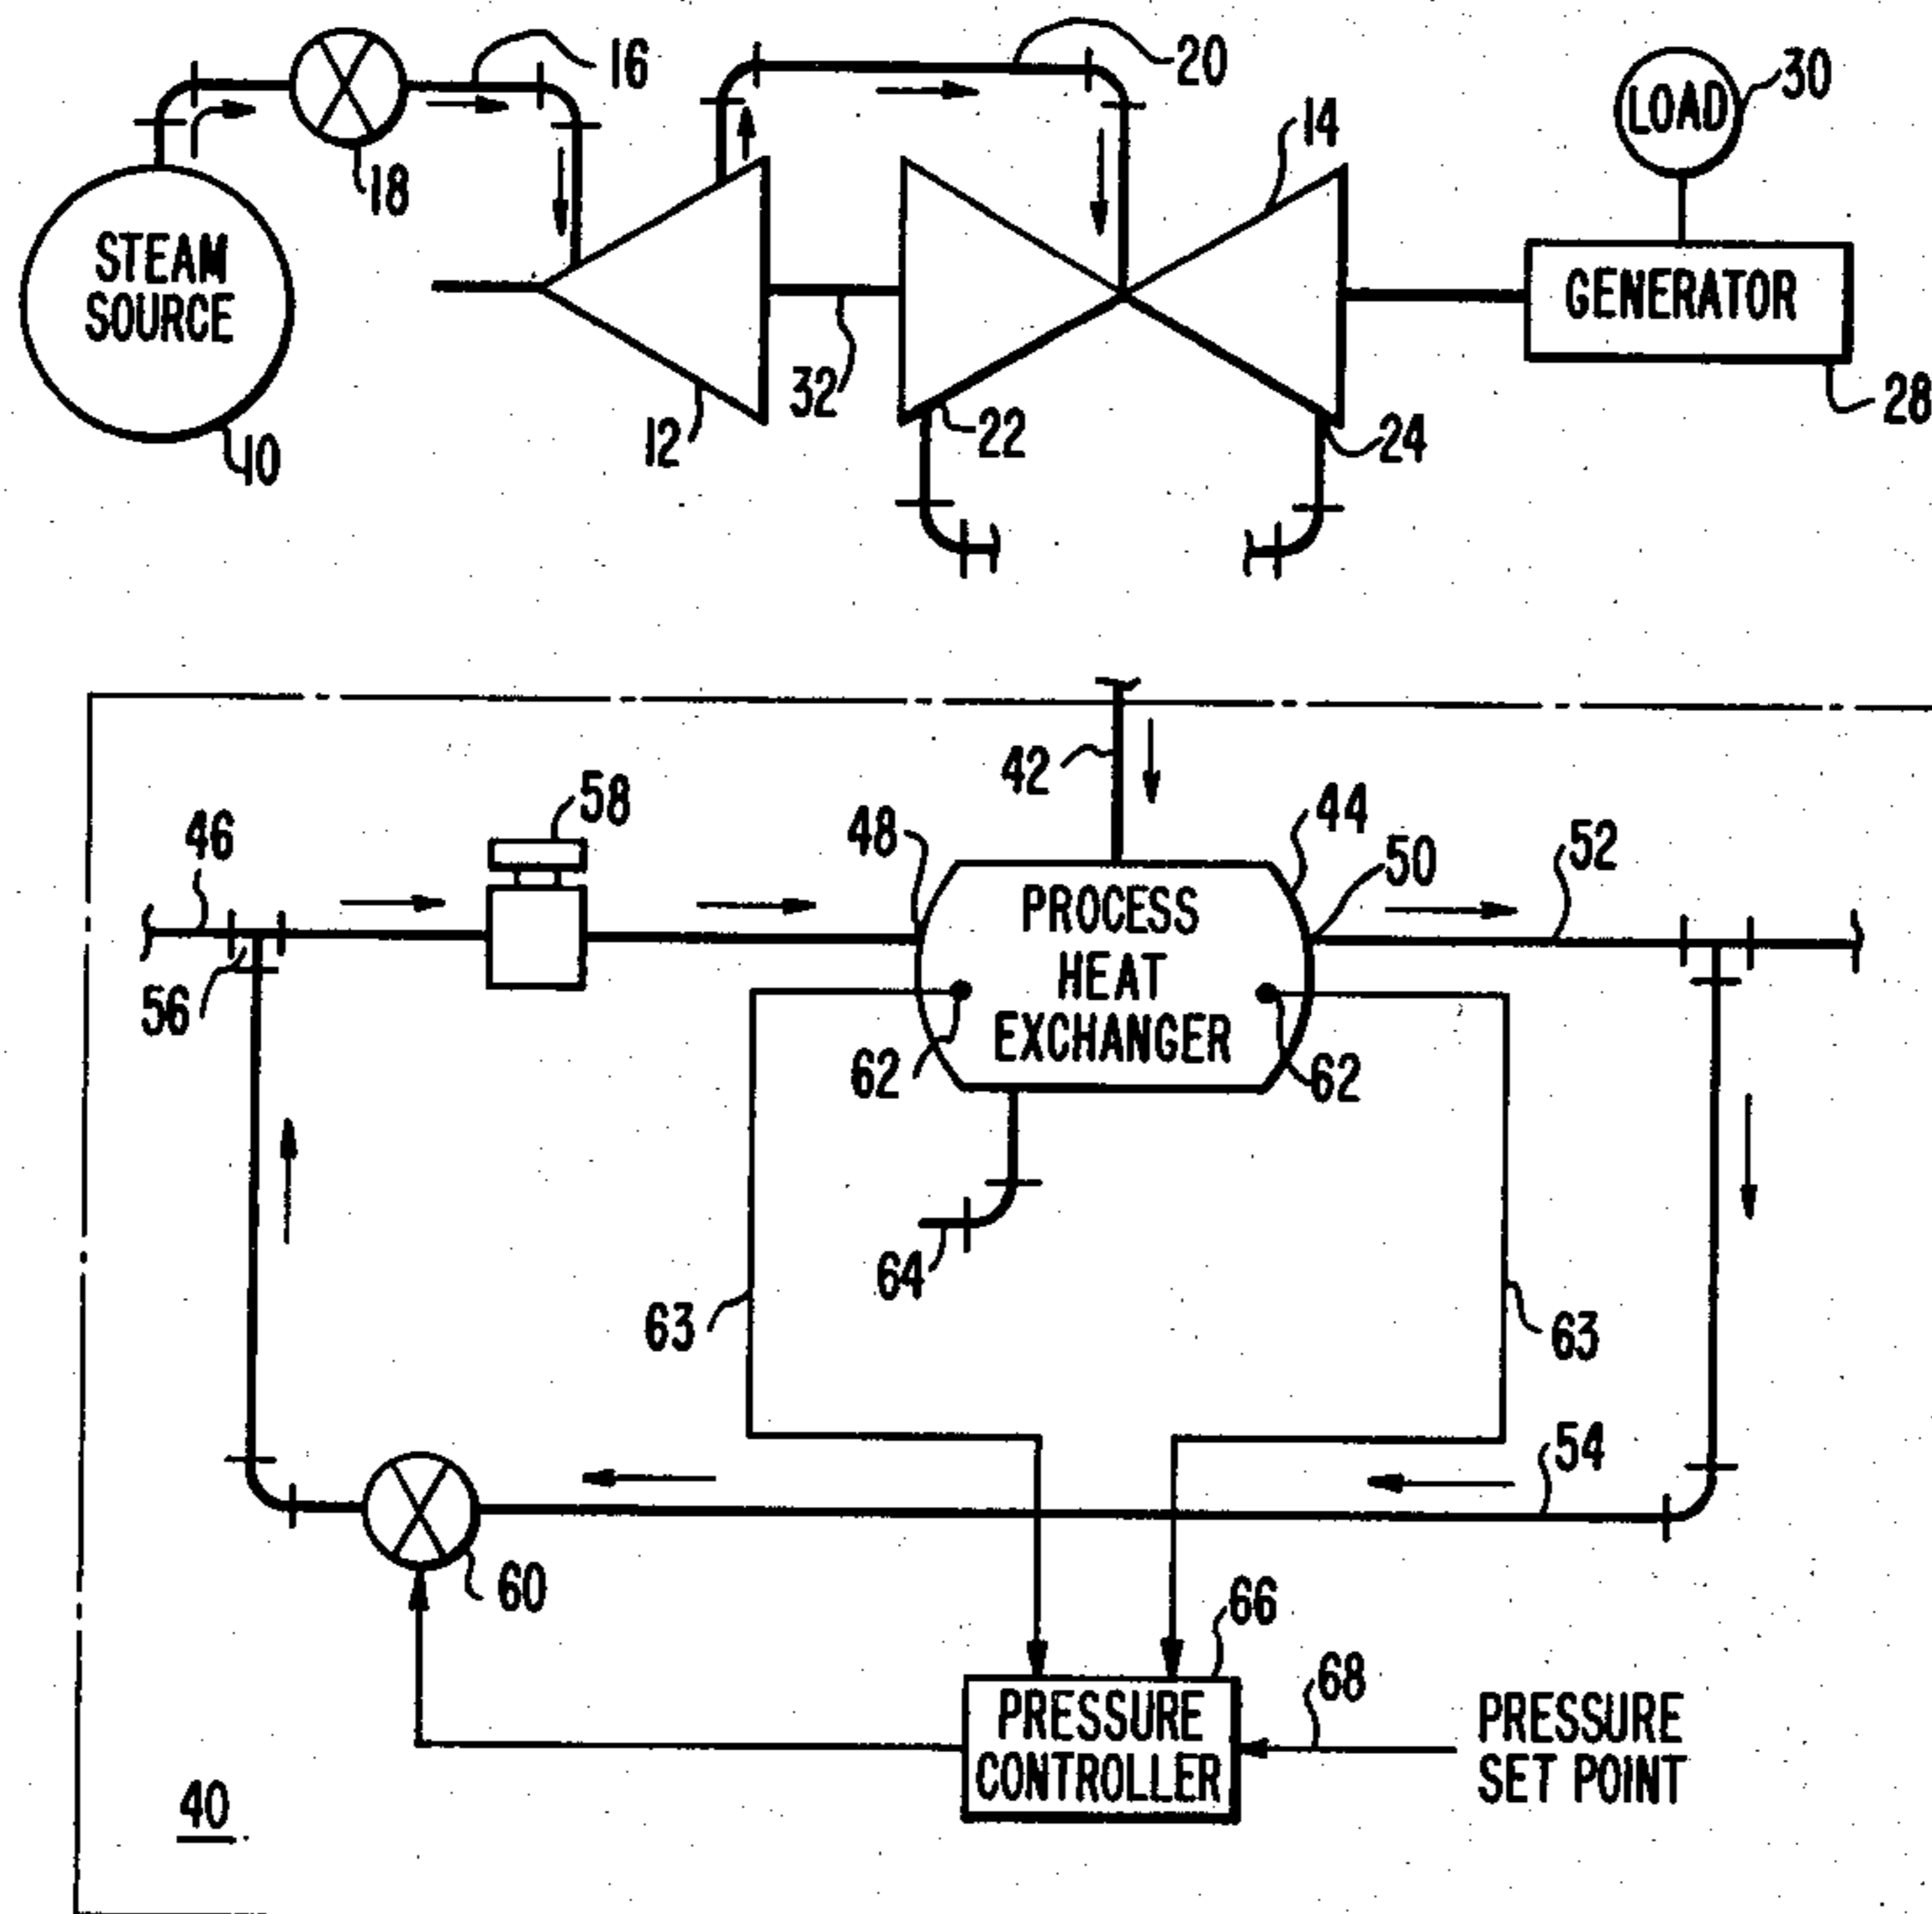 16
20
30
LOAD
14
18
STEAM
SOURCE
GENERATOR
32
28
12
22
24
10
42
58
44
46
48
50
52
PROCESS
HEAT
EXCHANGER
56
62
62
64
63
63
54
60
66
68
PRESSURE
CONTROLLER
PRESSURE
SET POINT
40